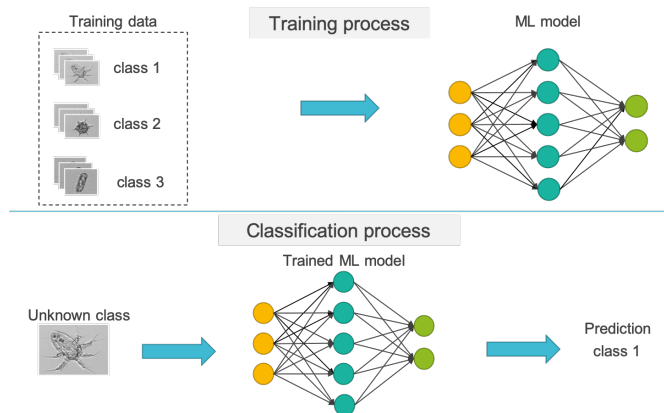 Training data
Training process
ML model
class 1
class 2
class 3
Classification process
Trained ML model
Unknown class
Prediction
class 1